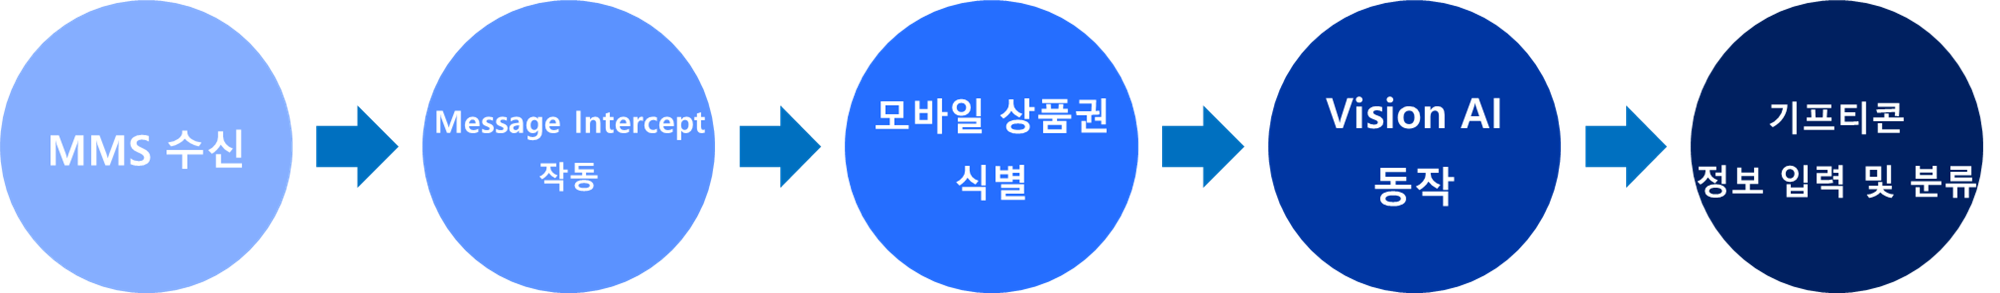 MMS 수신
Message Intercept
작동
모바일 상품권
식별
Vision AI
동작
기프티콘
정보 입력 및 분류